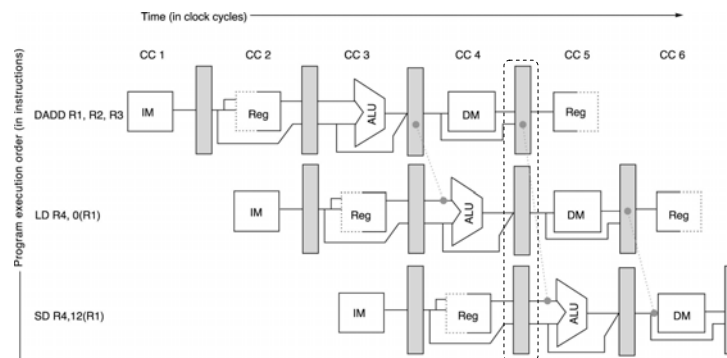 Time (in clock cycles)
CC 1 CC 2 CC 3 CC 4 CC 5 CC 6
Program execution order (in instructions)
DADD R1, R2, R3 IM Reg ALU DM Reg
LD R4, 0(R1) IM Reg ALU DM Reg
SD R4,12(R1) IM Reg ALU DM